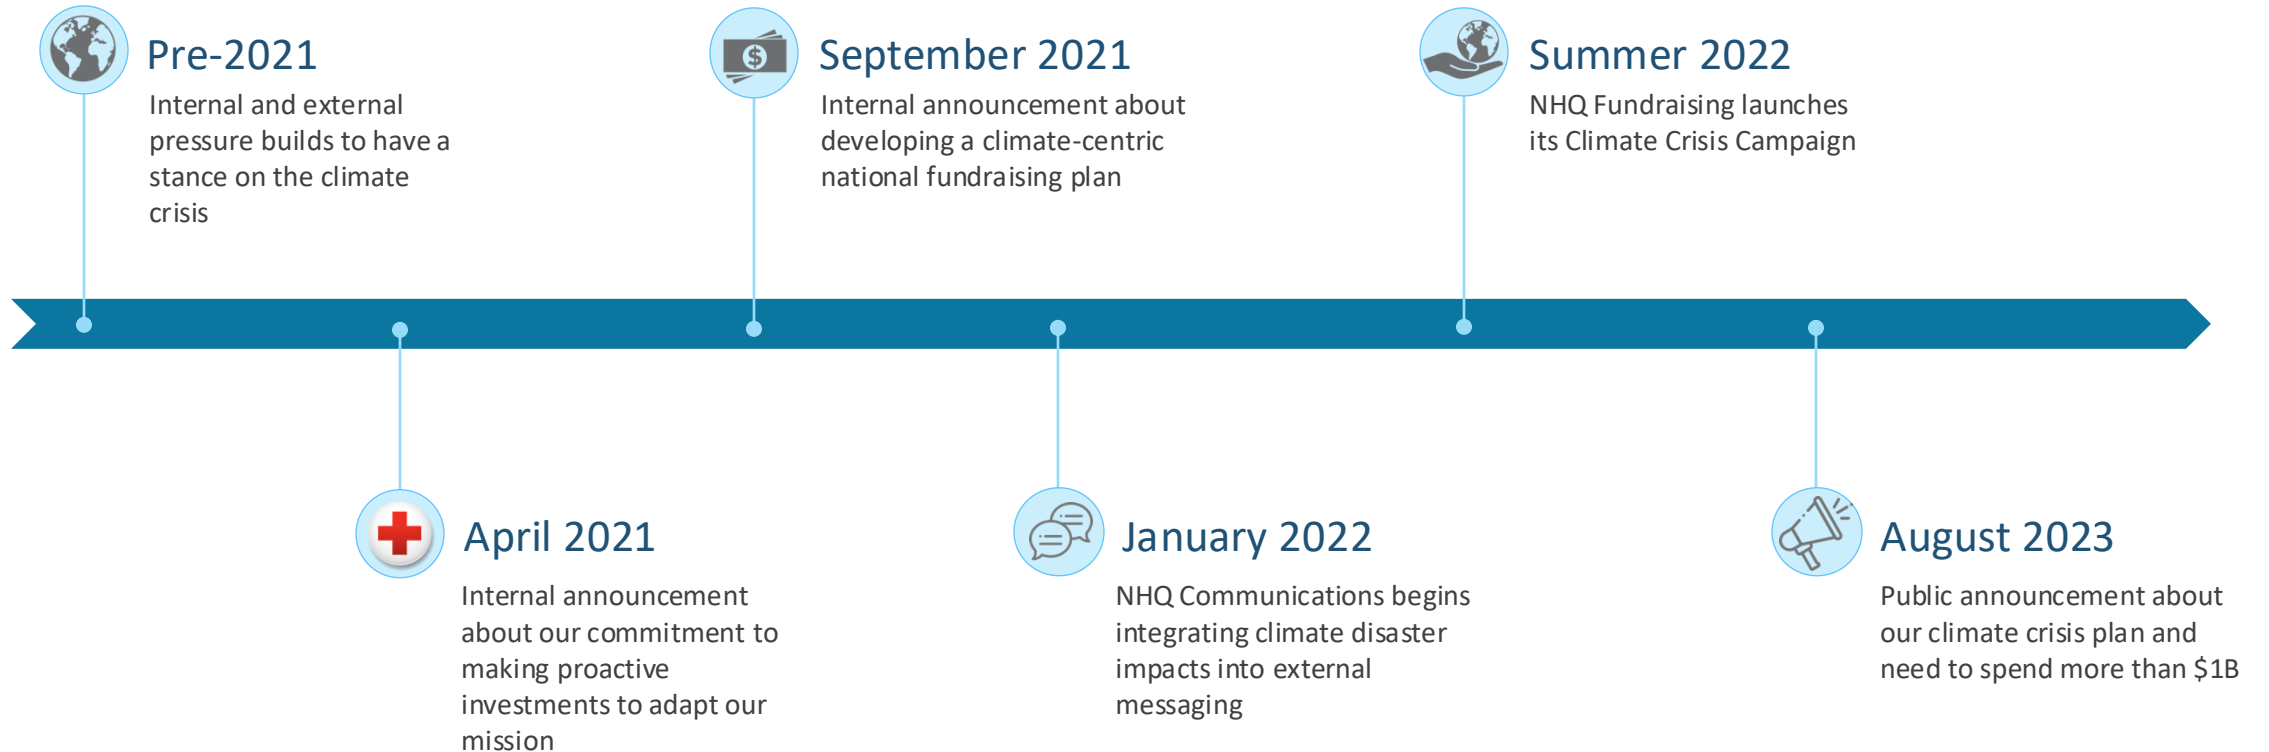 Pre-2021
Internal and external
pressure builds to have a
stance on the climate
crisis
April 2021
Internal announcement
about our commitment to
making proactive
investments to adapt our
mission
September 2021
Internal announcement about
developing a climate-centric
national fundraising plan
January 2022
NHQ Communications begins
integrating climate disaster
impacts into external
messaging
Summer 2022
NHQ Fundraising launches
its Climate Crisis Campaign
August 2023
Public announcement about
our climate crisis plan and
need to spend more than $1B